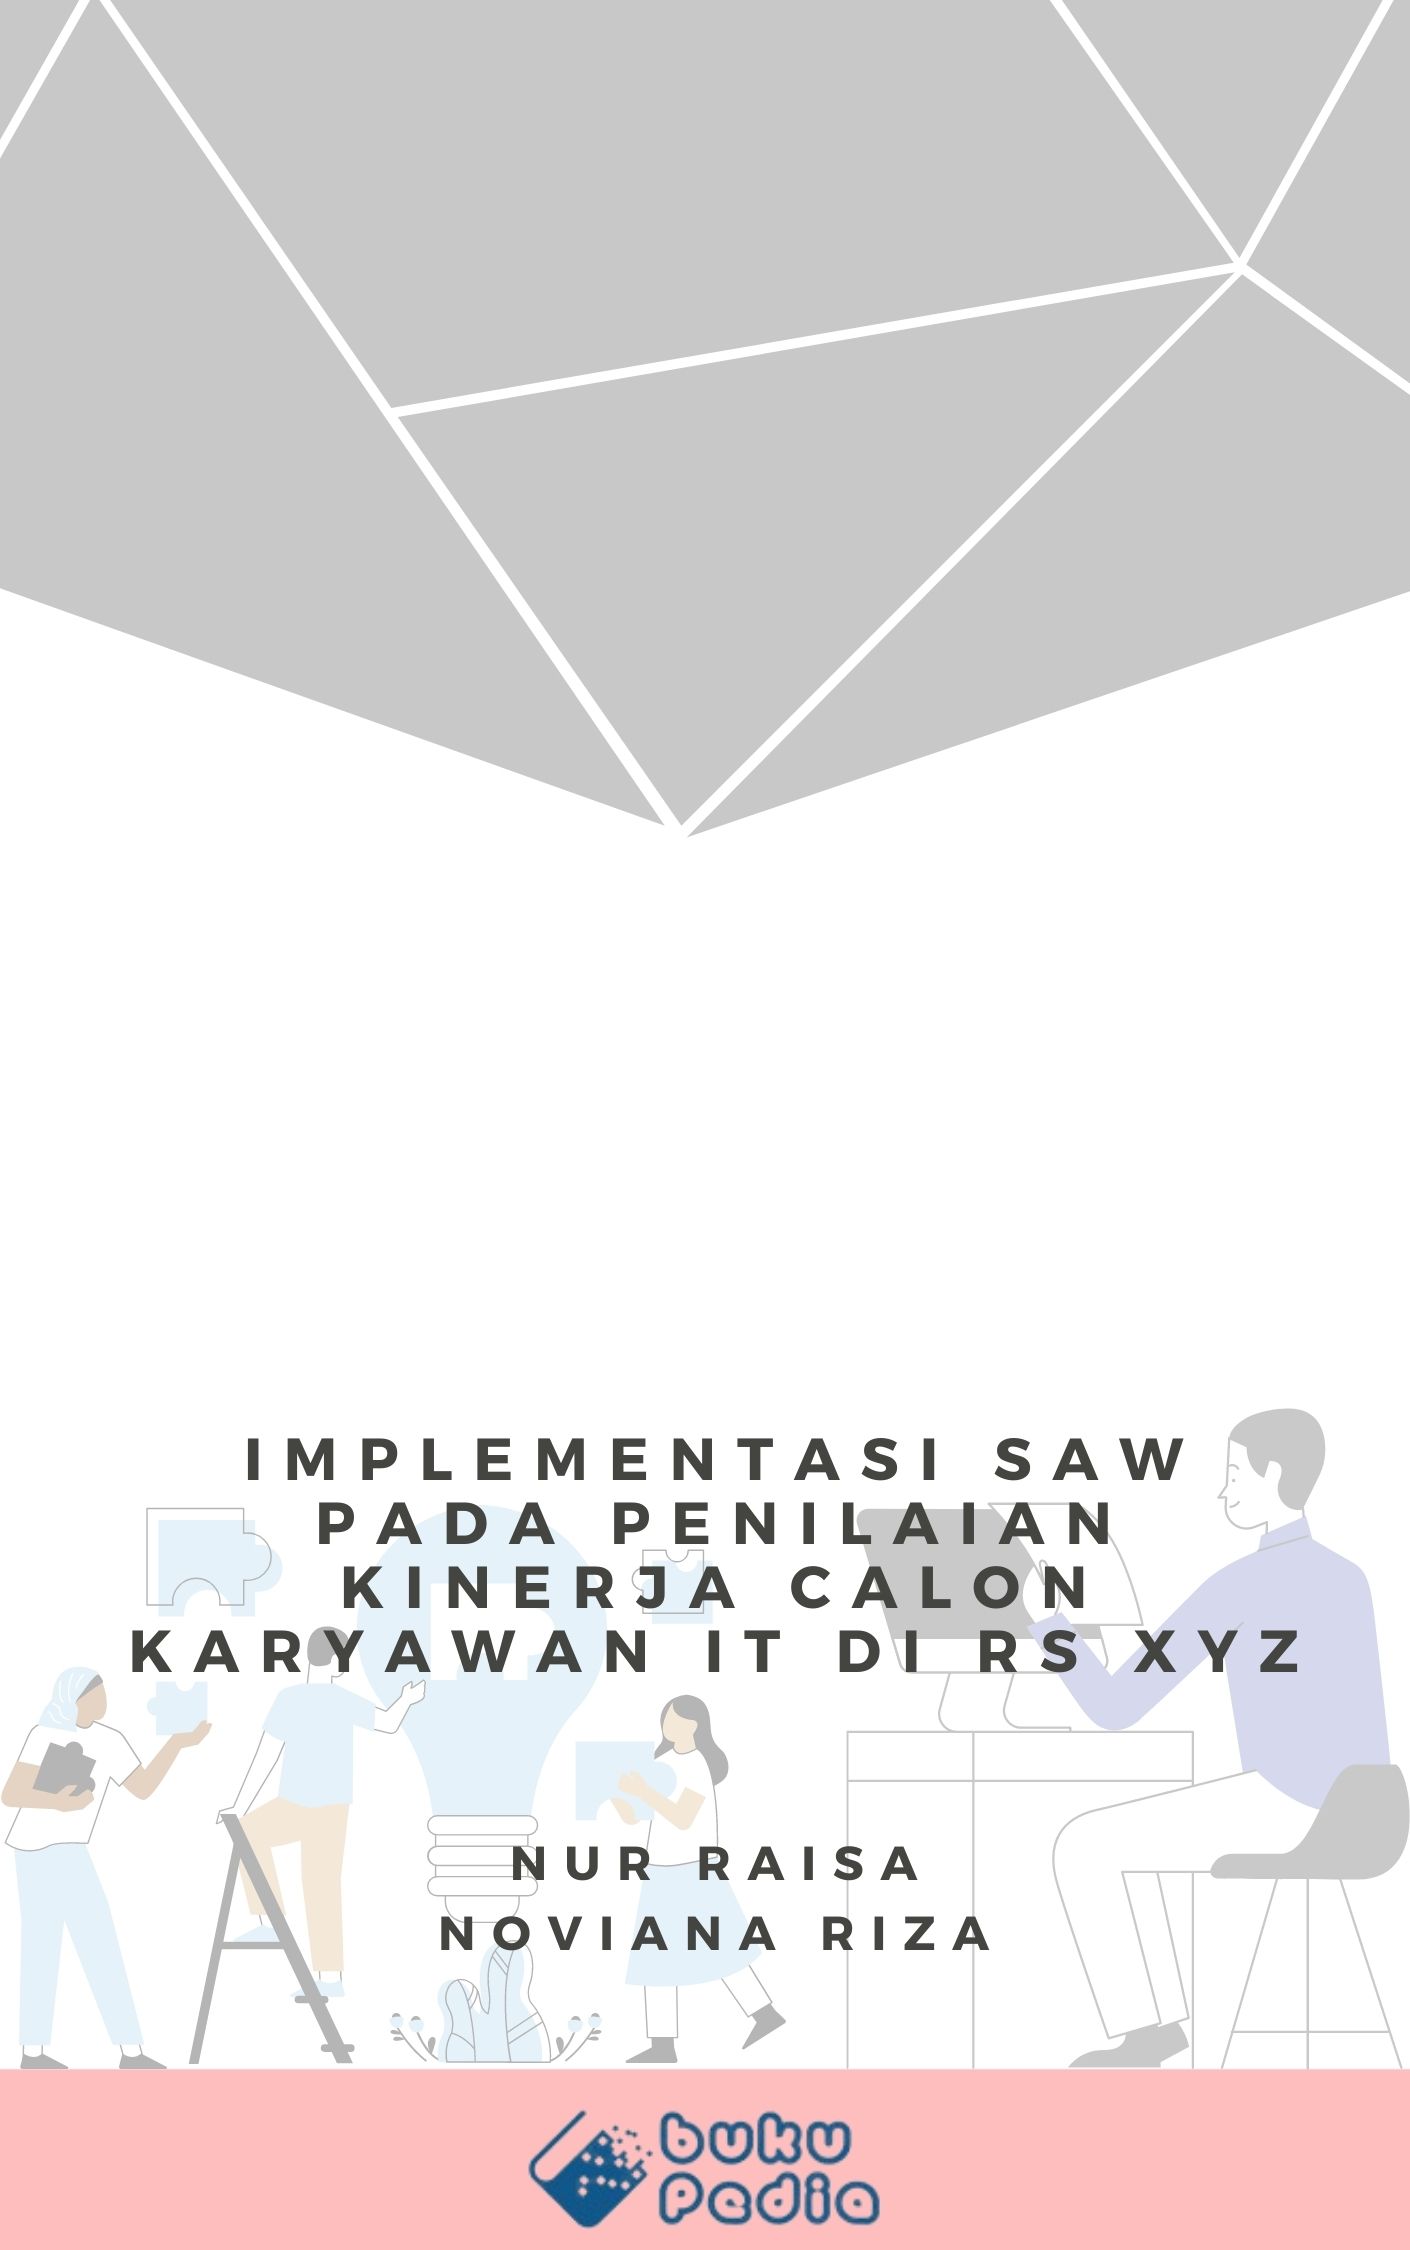 IMPLEMENTASI SAW
PADA PENILAIAN
KINERJA CALON
KARYAWAN IT DI RS XYZ
NUR RAISA
NOVIANA RIZA
buku
Pedia